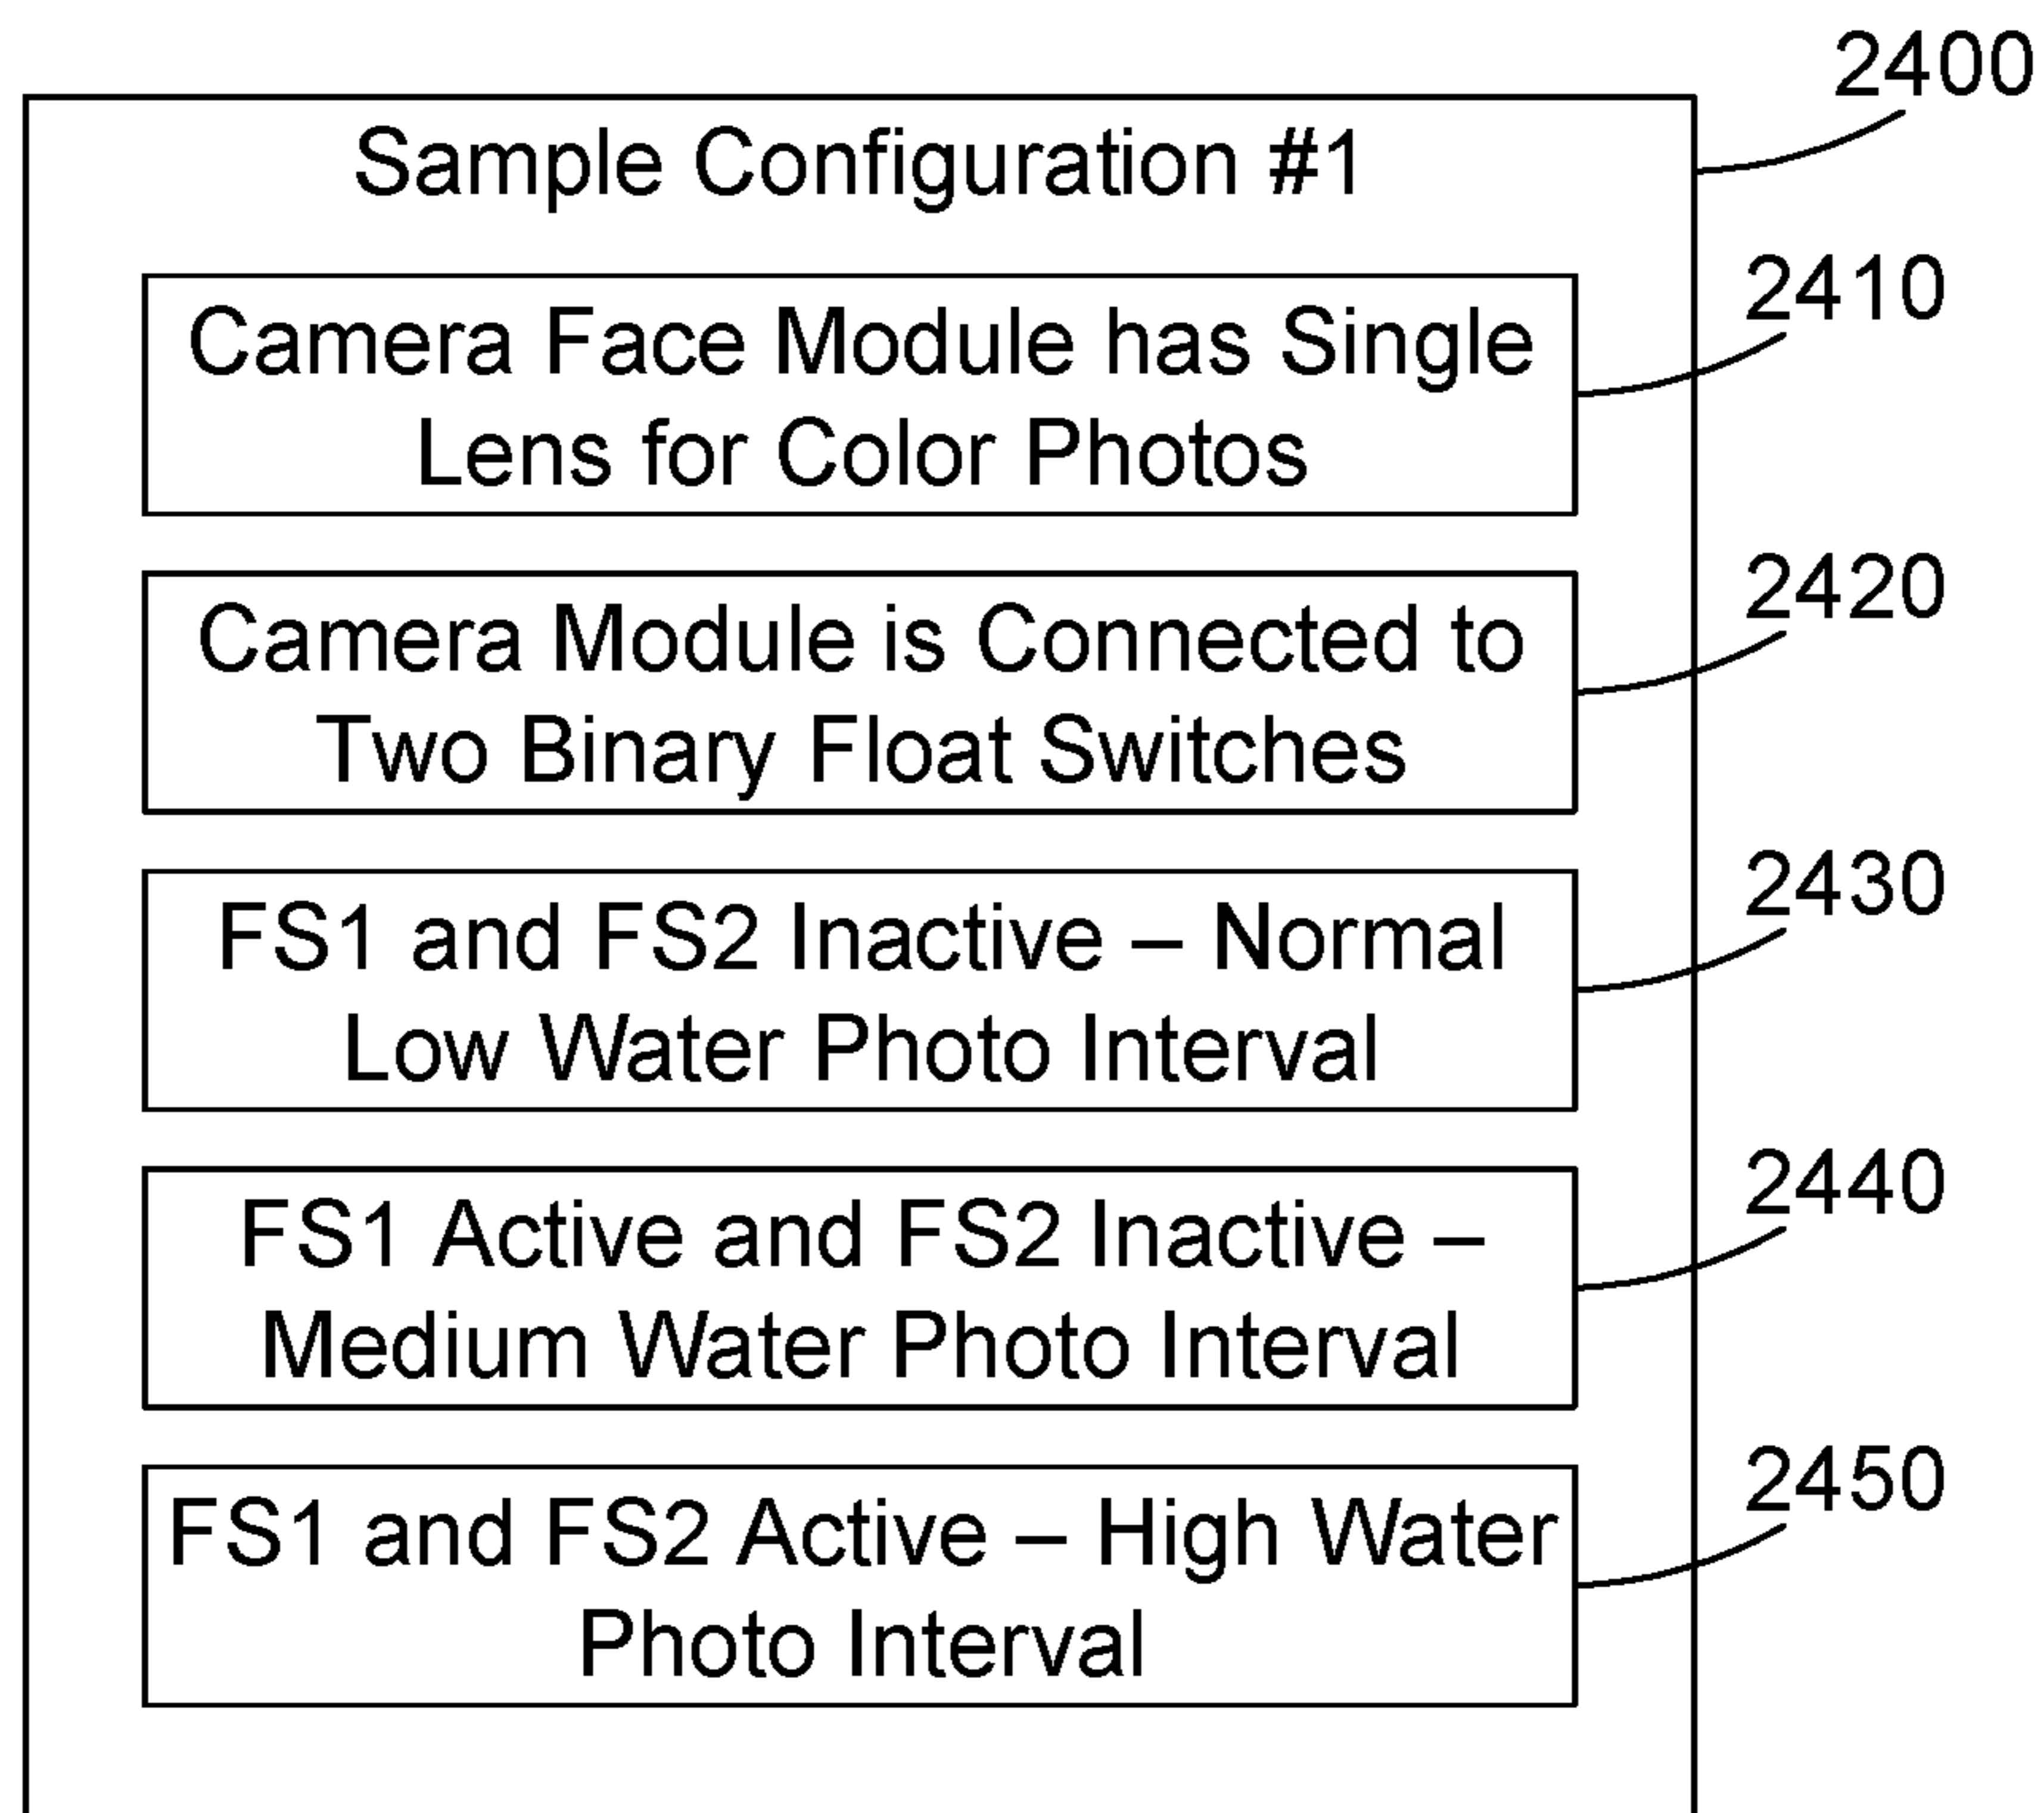 2400
Sample Configuration #1
2410
Camera Face Module has Single
Lens for Color Photos
2420
Camera Module is Connected to
Two Binary Float Switches
2430
FS1 and FS2 Inactive – Normal
Low Water Photo Interval
2440
FS1 Active and FS2 Inactive –
Medium Water Photo Interval
2450
FS1 and FS2 Active – High Water
Photo Interval